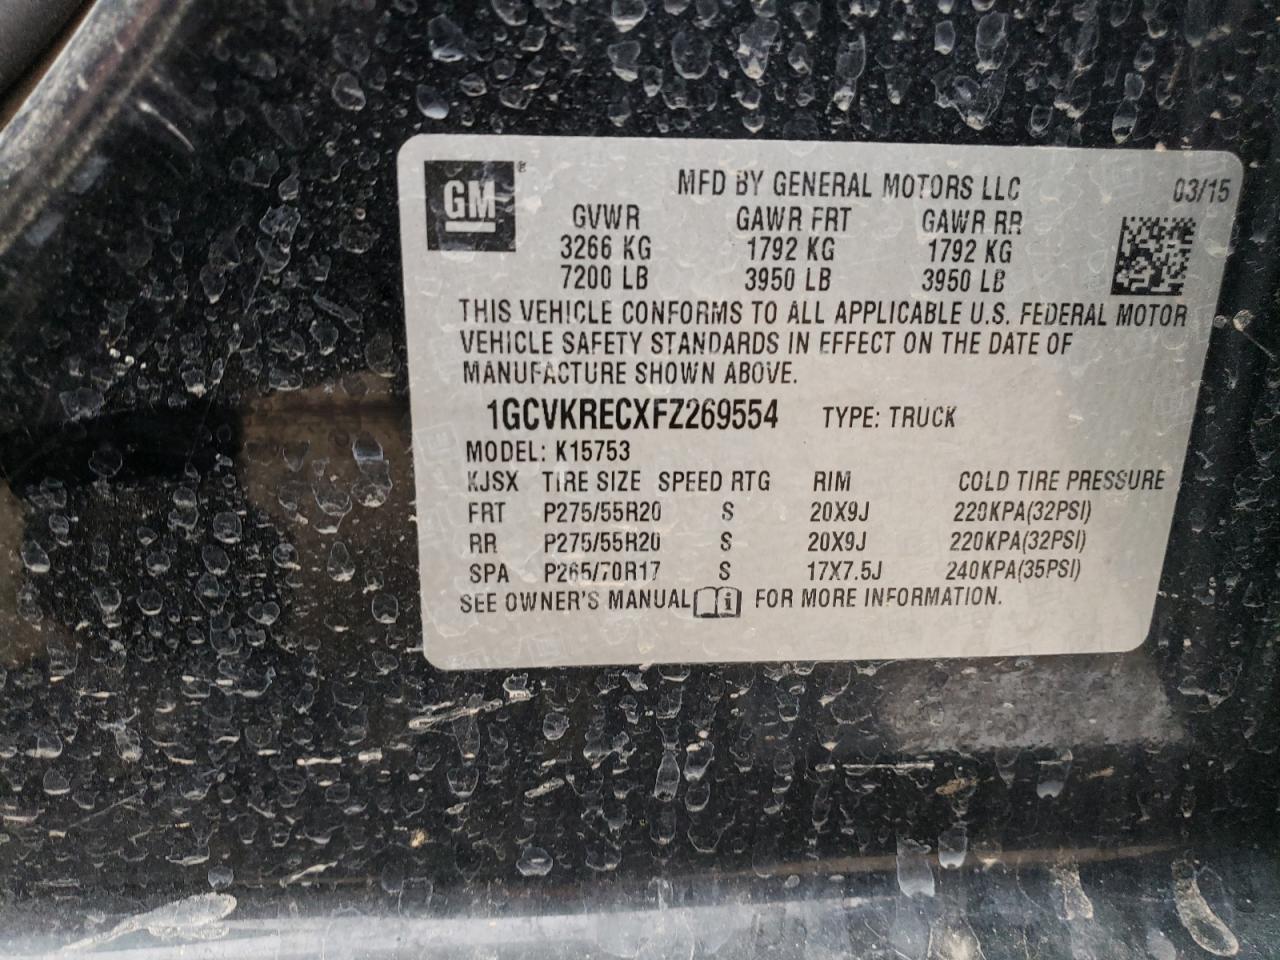 GM ® MFD BY GENERAL MOTORS LLC 03/15
GVWR GAWR FRT GAWR RR
3266 KG 1792 KG 1792 KG
7200 LB 3950 LB 3950 LB
THIS VEHICLE CONFORMS TO ALL APPLICABLE U.S. FEDERAL MOTOR
VEHICLE SAFETY STANDARDS IN EFFECT ON THE DATE OF
MANUFACTURE SHOWN ABOVE.
1GCVKRECXFZ269554 TYPE: TRUCK
MODEL: K15753
KJSX TIRE SIZE SPEED RTG RIM COLD TIRE PRESSURE
FRT P275/55R20 S 20X9J 220KPA(32PSI)
RR P275/55R20 S 20X9J 220KPA(32PSI)
SPA P265/70R17 S 17X7.5J 240KPA(35PSI)
SEE OWNER'S MANUAL i FOR MORE INFORMATION.